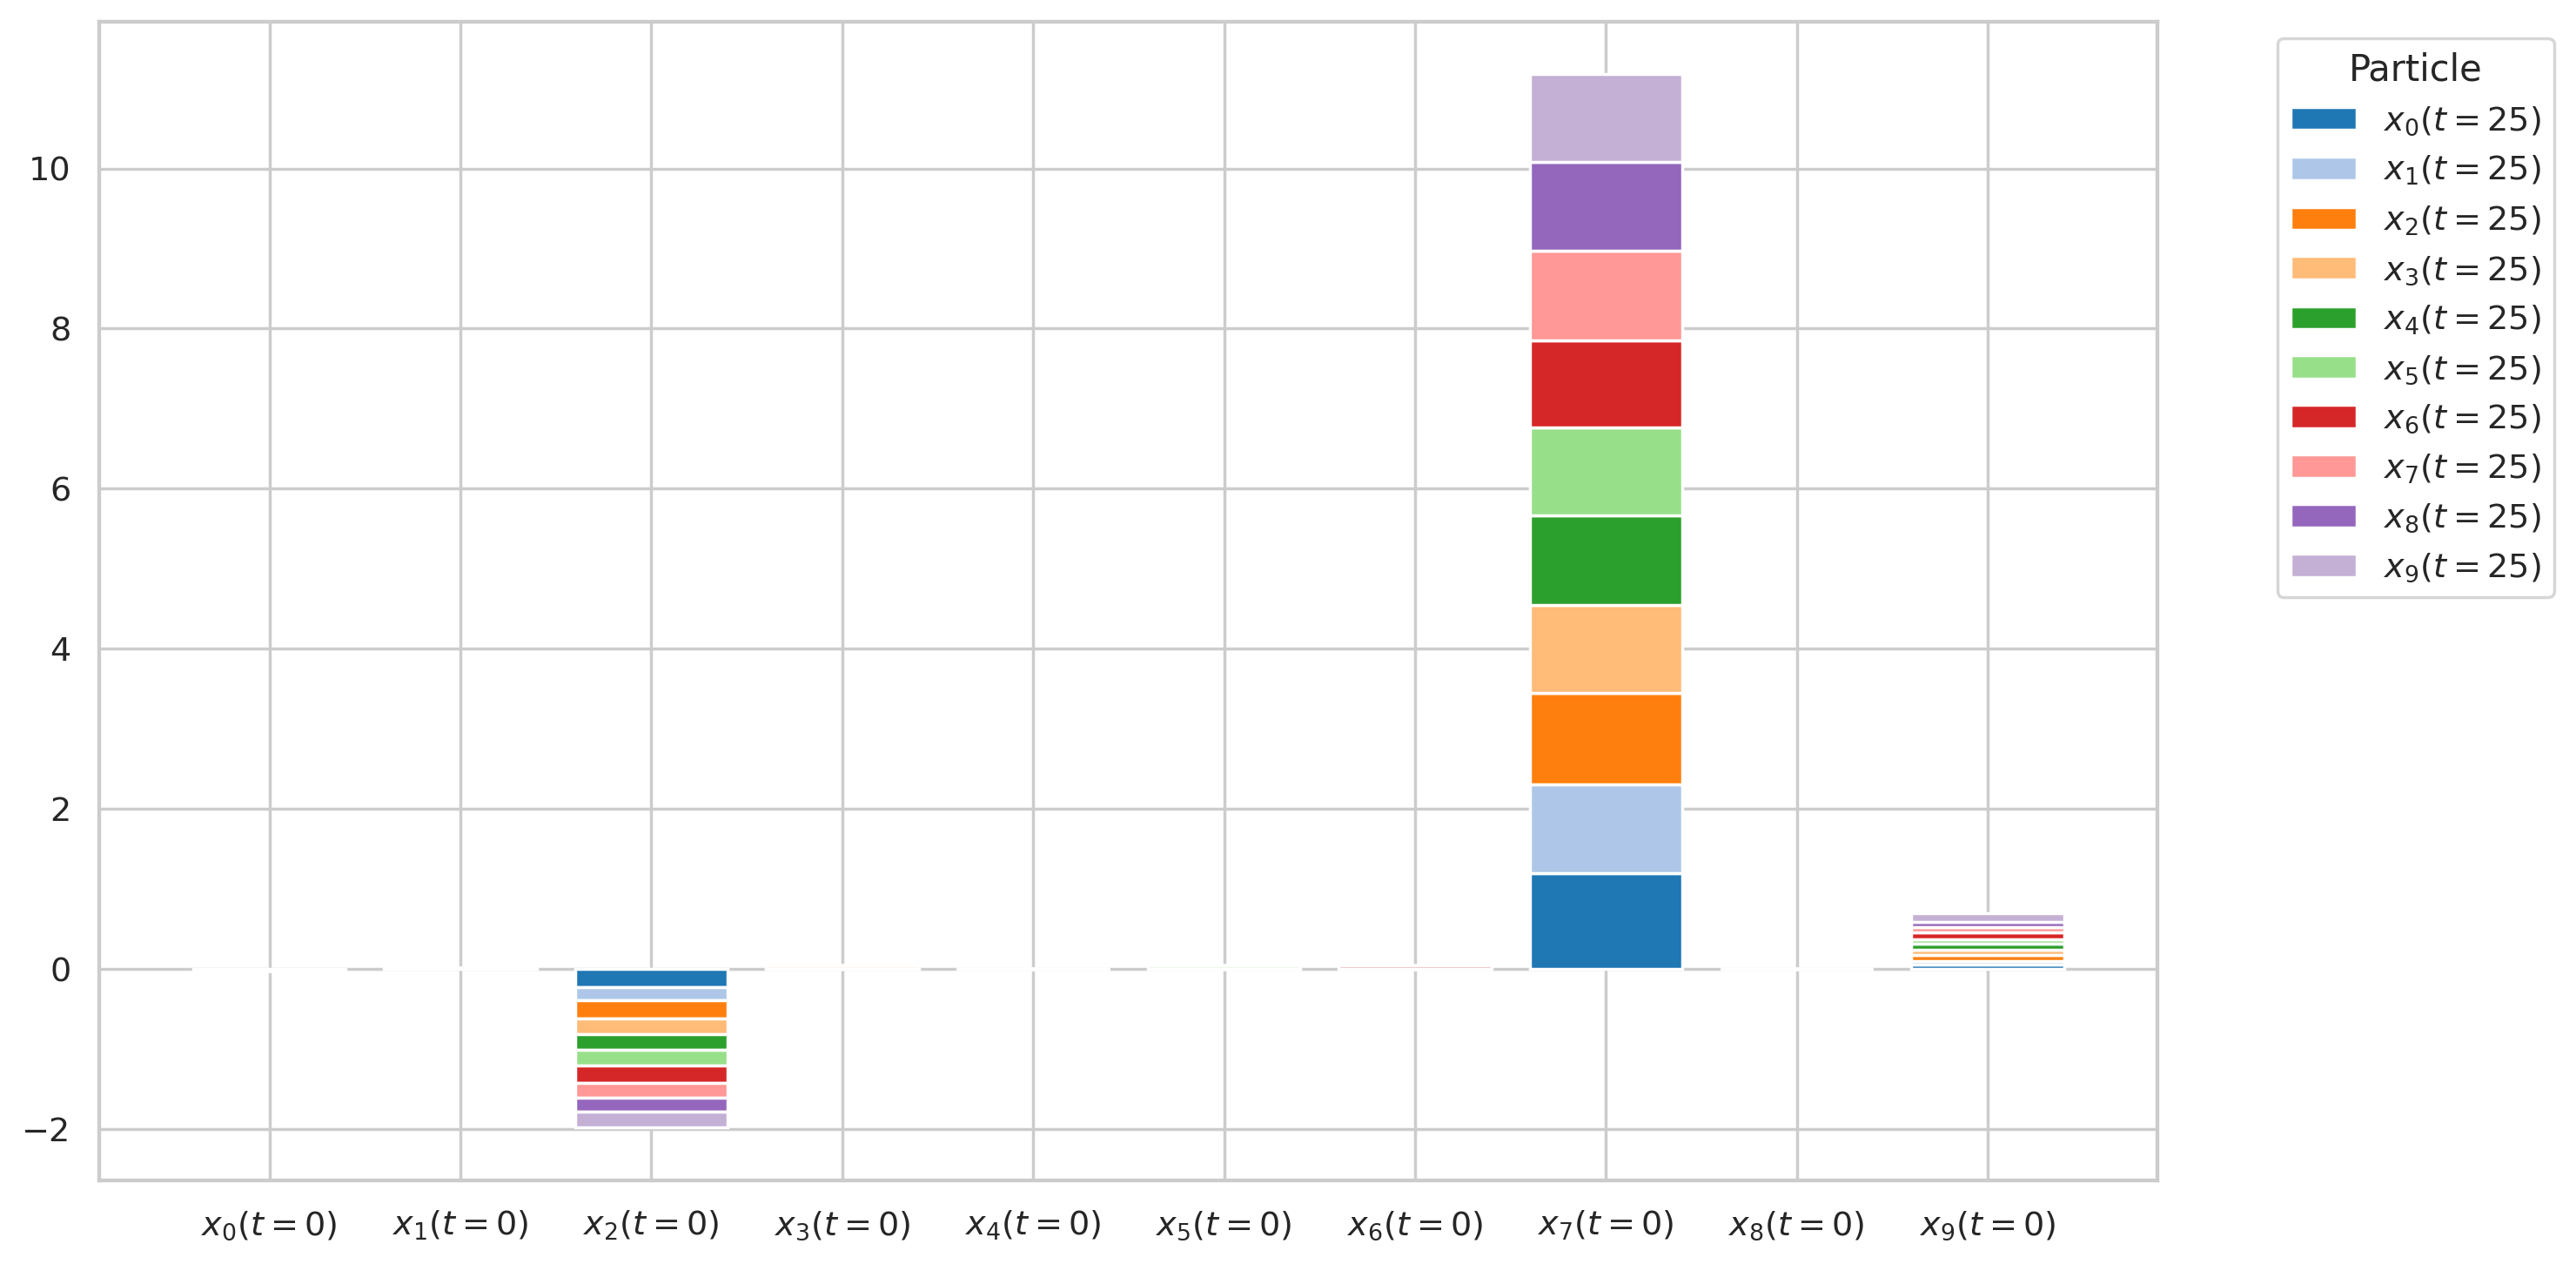 10
8
6
4
2
0
−2
x₀(t = 0) x₁(t = 0) x₂(t = 0) x₃(t = 0) x₄(t = 0) x₅(t = 0) x₆(t = 0) x₇(t = 0) x₈(t = 0) x₉(t = 0)
Particle
x₀(t = 25)
x₁(t = 25)
x₂(t = 25)
x₃(t = 25)
x₄(t = 25)
x₅(t = 25)
x₆(t = 25)
x₇(t = 25)
x₈(t = 25)
x₉(t = 25)